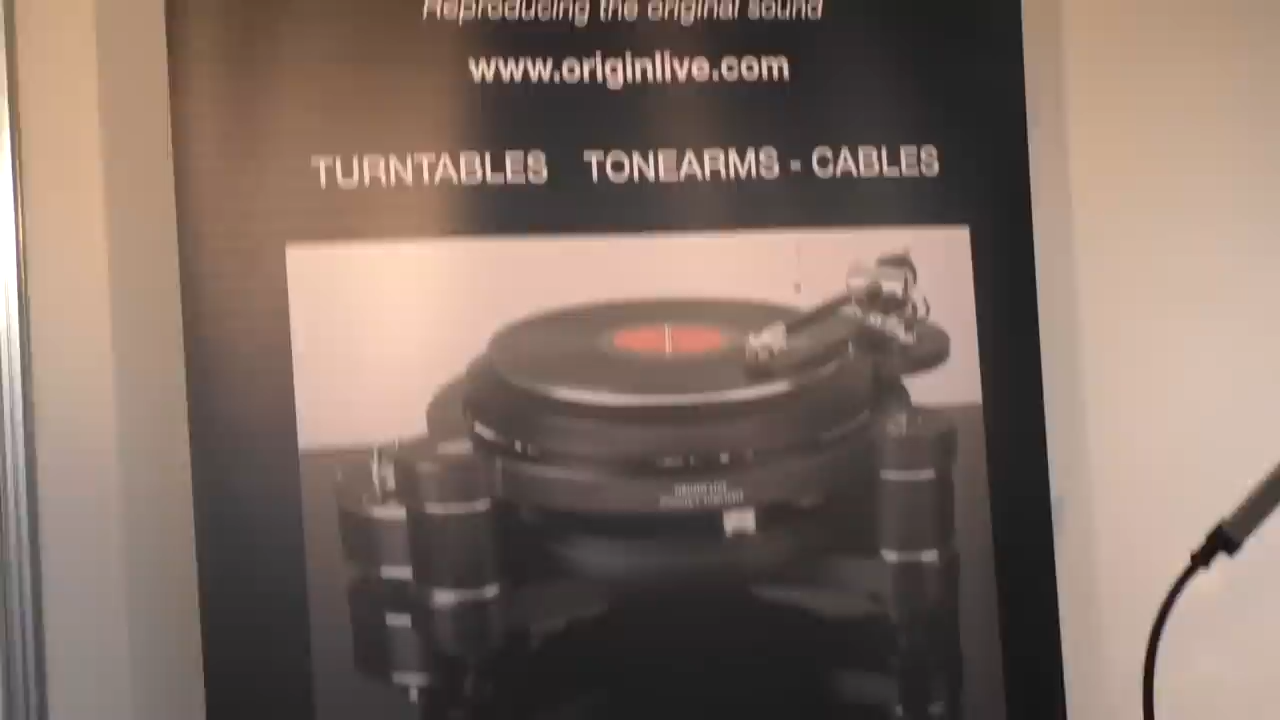 Reproducing the original sound
www.originlive.com
TURNTABLES TONEARMS - CABLES